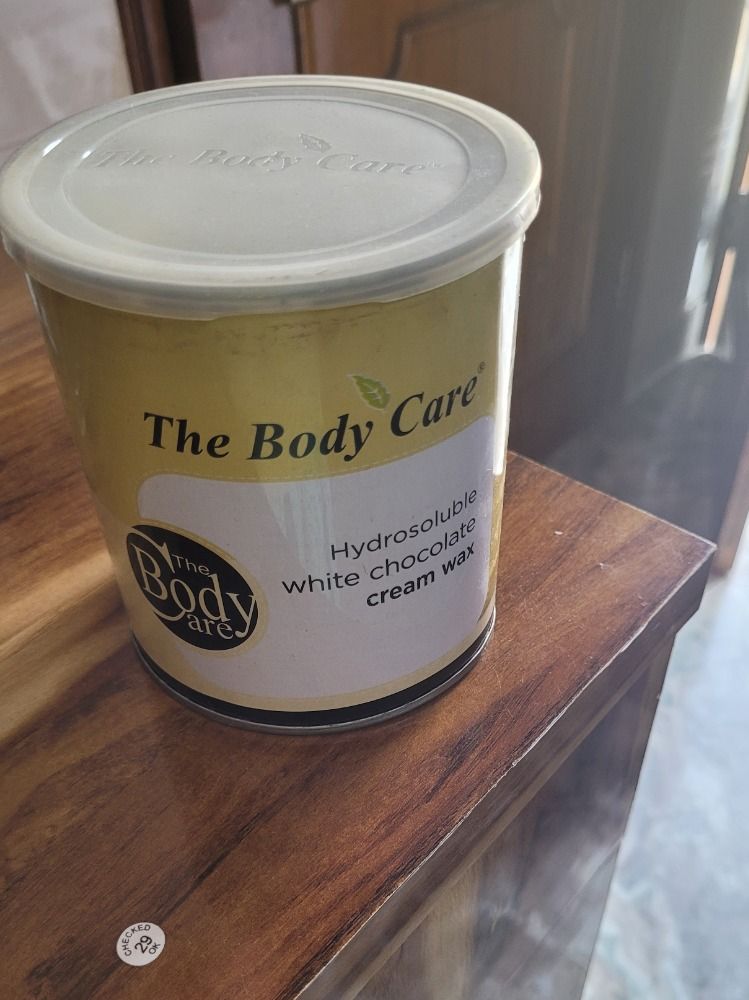 The Body Care
The Body Care®
Hydrosoluble
white chocolate
cream wax
The
Body
Care
CHECKED
29
OK